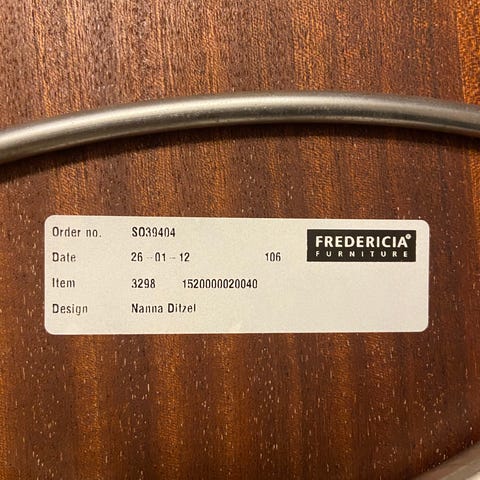 Order no. SO39404
FREDERICIA®
FURNITURE
Date 26-01-12 106
Item 3298 1520000020040
Design Nanna Ditzel